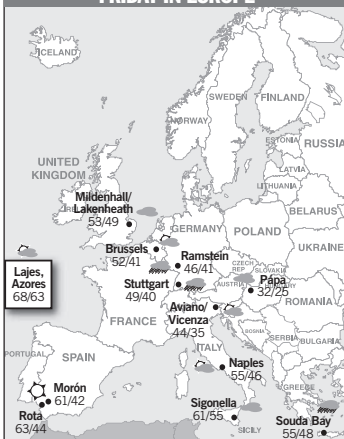 FRIDAY IN EUROPE
ICELAND
SWEDEN
FINLAND
NORWAY
ESTONIA
RUSSIA
LATVIA
LITHUANIA
UNITED
KINGDOM
Mildenhall/
Lakenheath
53/49
BELARUS
POLAND
GERMANY
UKRAINE
Brussels
52/41
Ramstein
46/41
Lajes,
Azores
68/63
CZECH
REP
SLOVAKIA
Stuttgart
49/40
AUSTRIA
Pápa
32/25
Aviano/
Vicenza
44/35
FRANCE
ROMANIA
BOSNIA
SERBIA
BULGARIA
ITALY
PORTUGAL
SPAIN
Naples
55/46
Morón
61/42
Rota
63/44
Sigonella
61/55
SICILY
GREECE
Souda Bay
55/48